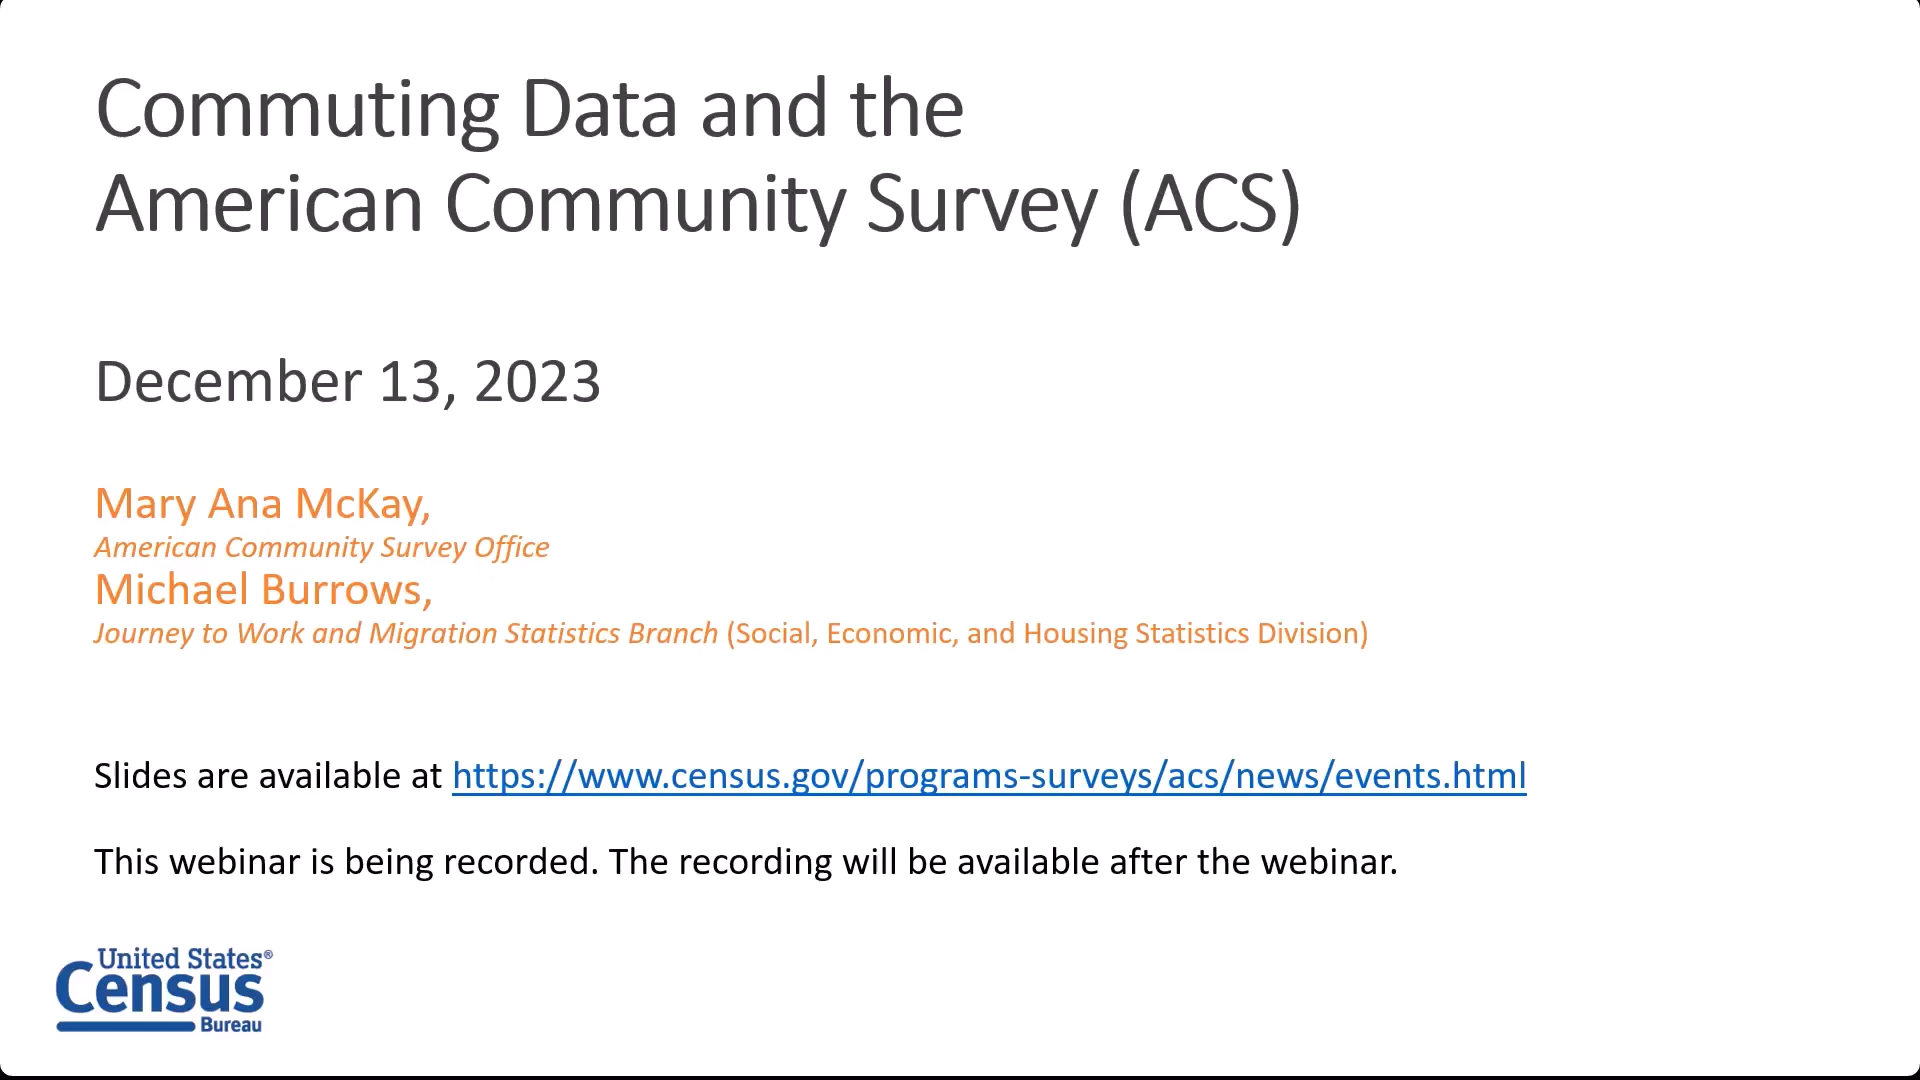 Commuting Data and the
American Community Survey (ACS)
December 13, 2023
Mary Ana McKay,
American Community Survey Office
Michael Burrows,
Journey to Work and Migration Statistics Branch (Social, Economic, and Housing Statistics Division)
Slides are available at https://www.census.gov/programs-surveys/acs/news/events.html
This webinar is being recorded. The recording will be available after the webinar.
United States®
Census
Bureau